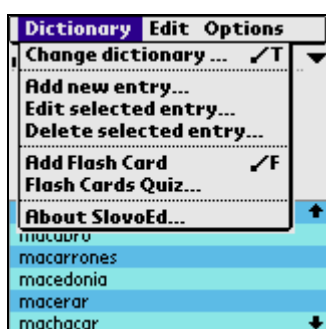 Dictionary Edit Options
Change dictionary ... ✓T
Add new entry...
Edit selected entry...
Delete selected entry...
Add Flash Card ✓F
Flash Cards Quiz...
About SlovoEd...
macabro
macarrones
macedonia
macerar
machacar